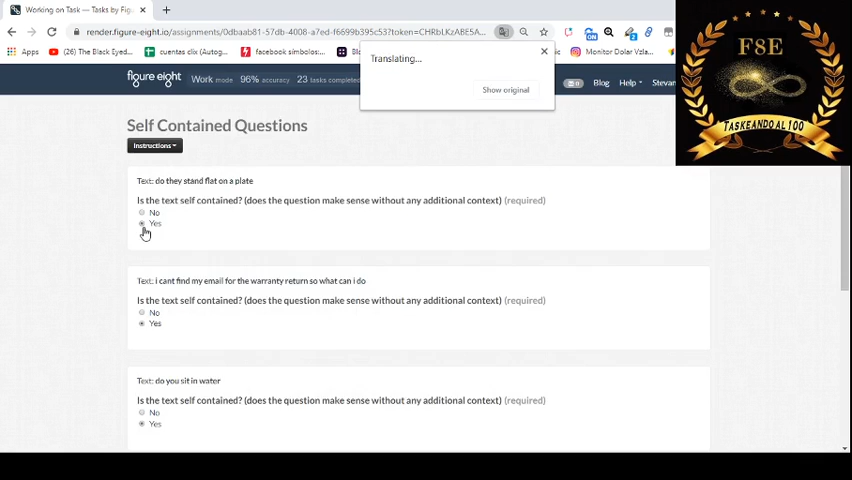 Working on Task — Tasks by Fig
render.figure-eight.io/assignments/0dbaab81-57db-4008-a7ed-f6699b395c53?token=CHRbLKzABE5A...
Apps
(26) The Black Eyed...
cuentas clix (Autog...
facebook símbolos:...
ON
2
Monitor Dolar Vzla...
Translating...
Show original
figure eight
Work mode
96% accuracy
23 tasks completed
0
Blog
Help
Stevan
F8E
TASKEANDO AL 100
Self Contained Questions
Instructions
Text: do they stand flat on a plate
Is the text self contained? (does the question make sense without any additional context) (required)
No
Yes
Text: i cant find my email for the warranty return so what can i do
Is the text self contained? (does the question make sense without any additional context) (required)
No
Yes
Text: do you sit in water
Is the text self contained? (does the question make sense without any additional context) (required)
No
Yes